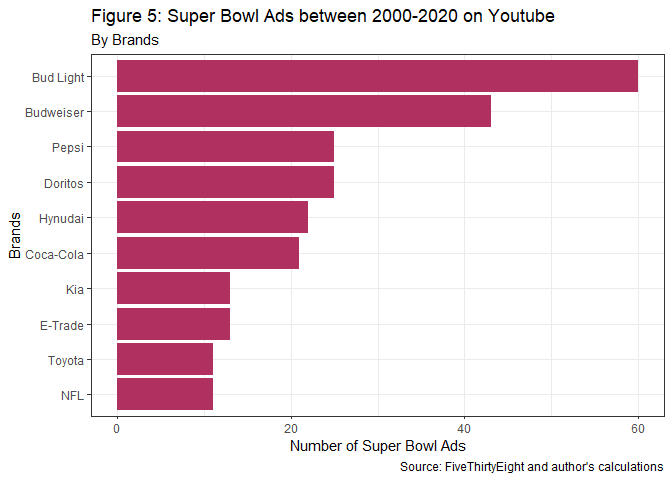 Figure 5: Super Bowl Ads between 2000-2020 on Youtube
By Brands
Bud Light
Budweiser
Pepsi
Doritos
Hynudai
Coca-Cola
Kia
E-Trade
Toyota
NFL
Brands
0 20 40 60
Number of Super Bowl Ads
Source: FiveThirtyEight and author's calculations